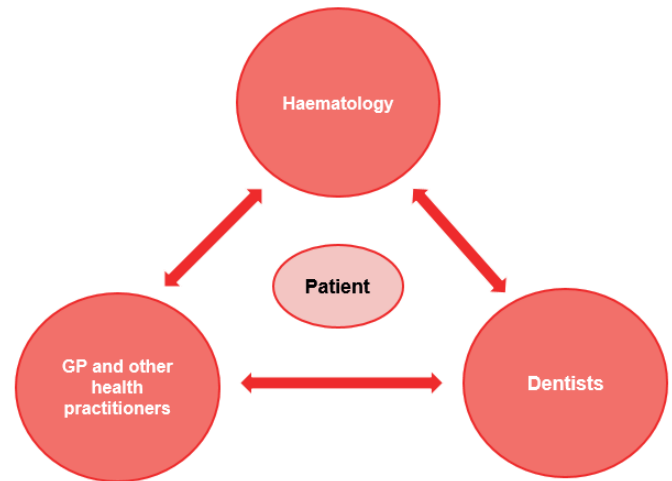 Haematology
Patient
GP and other
health
practitioners
Dentists